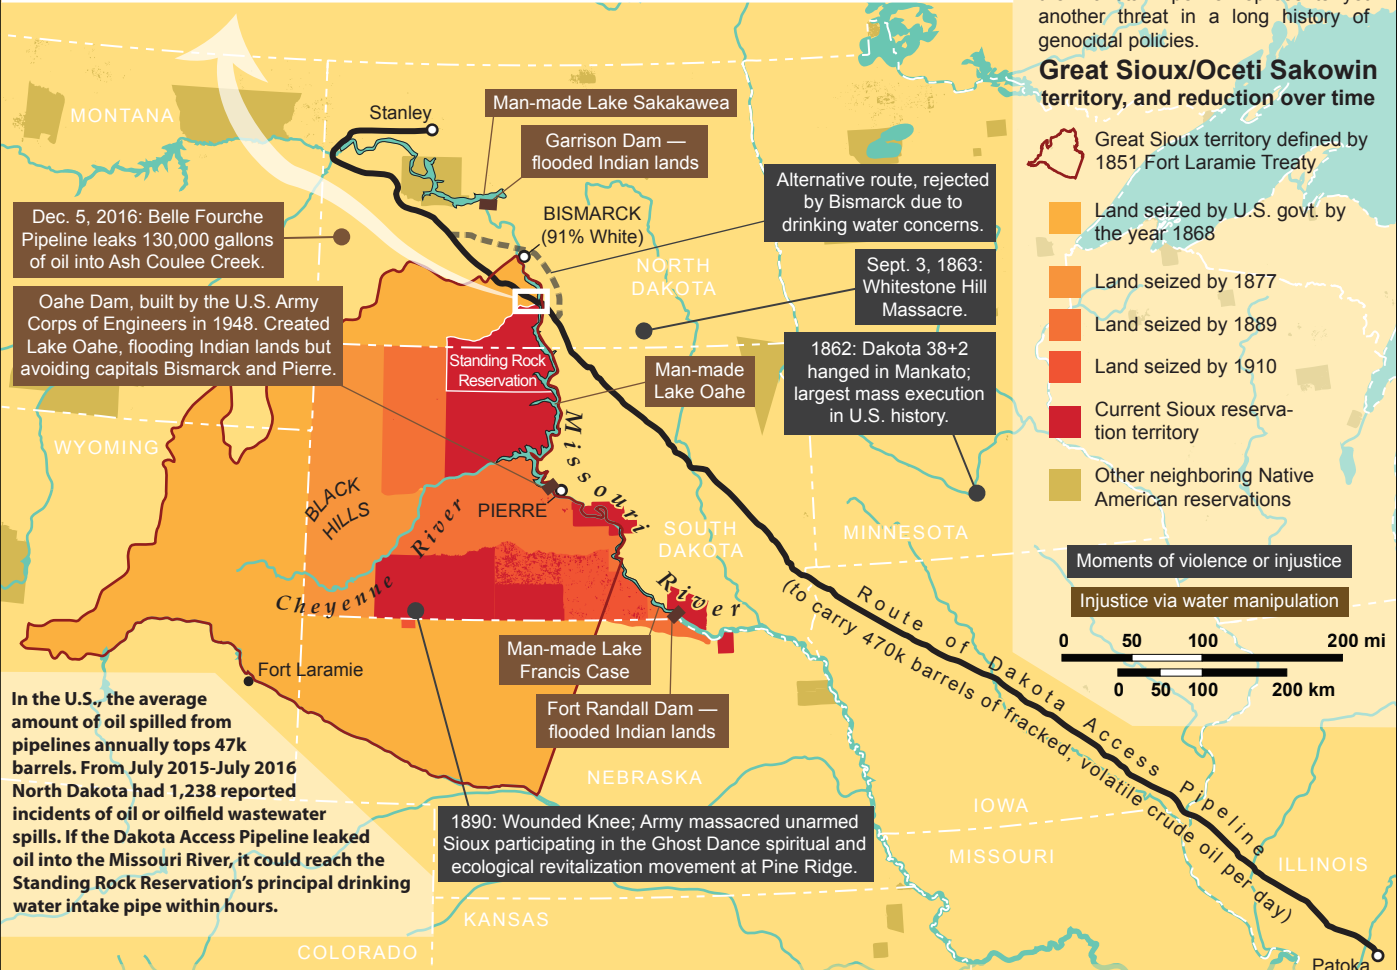 another threat in a long history of
genocidal policies.
Great Sioux/Oceti Sakowin
territory, and reduction over time
Great Sioux territory defined by
1851 Fort Laramie Treaty
Land seized by U.S. govt. by
the year 1868
Land seized by 1877
Land seized by 1889
Land seized by 1910
Current Sioux reserva-
tion territory
Other neighboring Native
American reservations
Moments of violence or injustice
Injustice via water manipulation
0 50 100 200 mi
0 50 100 200 km
MONTANA
Stanley
Man-made Lake Sakakawea
Garrison Dam —
flooded Indian lands
Alternative route, rejected
by Bismarck due to
drinking water concerns.
Dec. 5, 2016: Belle Fourche
Pipeline leaks 130,000 gallons
of oil into Ash Coulee Creek.
BISMARCK
(91% White)
NORTH
DAKOTA
Sept. 3, 1863:
Whitestone Hill
Massacre.
Oahe Dam, built by the U.S. Army
Corps of Engineers in 1948. Created
Lake Oahe, flooding Indian lands but
avoiding capitals Bismarck and Pierre.
1862: Dakota 38+2
hanged in Mankato;
largest mass execution
in U.S. history.
Standing Rock
Reservation
Man-made
Lake Oahe
WYOMING
BLACK
HILLS
Missouri
River
PIERRE
SOUTH
DAKOTA
MINNESOTA
Cheyenne
River
Route of Dakota Access Pipeline
(to carry 470k barrels of fracked, volatile crude oil per day)
Man-made Lake
Francis Case
Fort Laramie
Fort Randall Dam —
flooded Indian lands
In the U.S., the average
amount of oil spilled from
pipelines annually tops 47k
barrels. From July 2015-July 2016
North Dakota had 1,238 reported
incidents of oil or oilfield wastewater
spills. If the Dakota Access Pipeline leaked
oil into the Missouri River, it could reach the
Standing Rock Reservation's principal drinking
water intake pipe within hours.
NEBRASKA
IOWA
1890: Wounded Knee; Army massacred unarmed
Sioux participating in the Ghost Dance spiritual and
ecological revitalization movement at Pine Ridge.
MISSOURI
ILLINOIS
KANSAS
COLORADO
Patoka